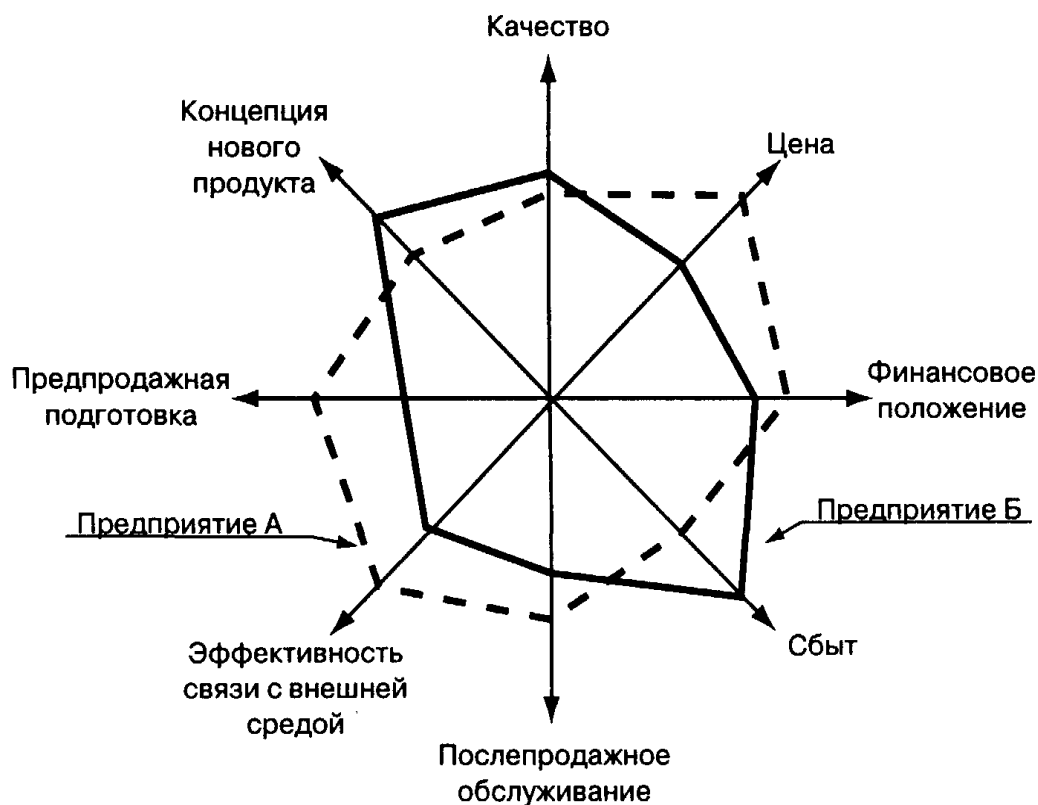 Качество
Концепция
нового
продукта
Цена
Предпродажная
подготовка
Финансовое
положение
Предприятие А
Предприятие Б
Эффективность
связи с внешней
средой
Сбыт
Послепродажное
обслуживание